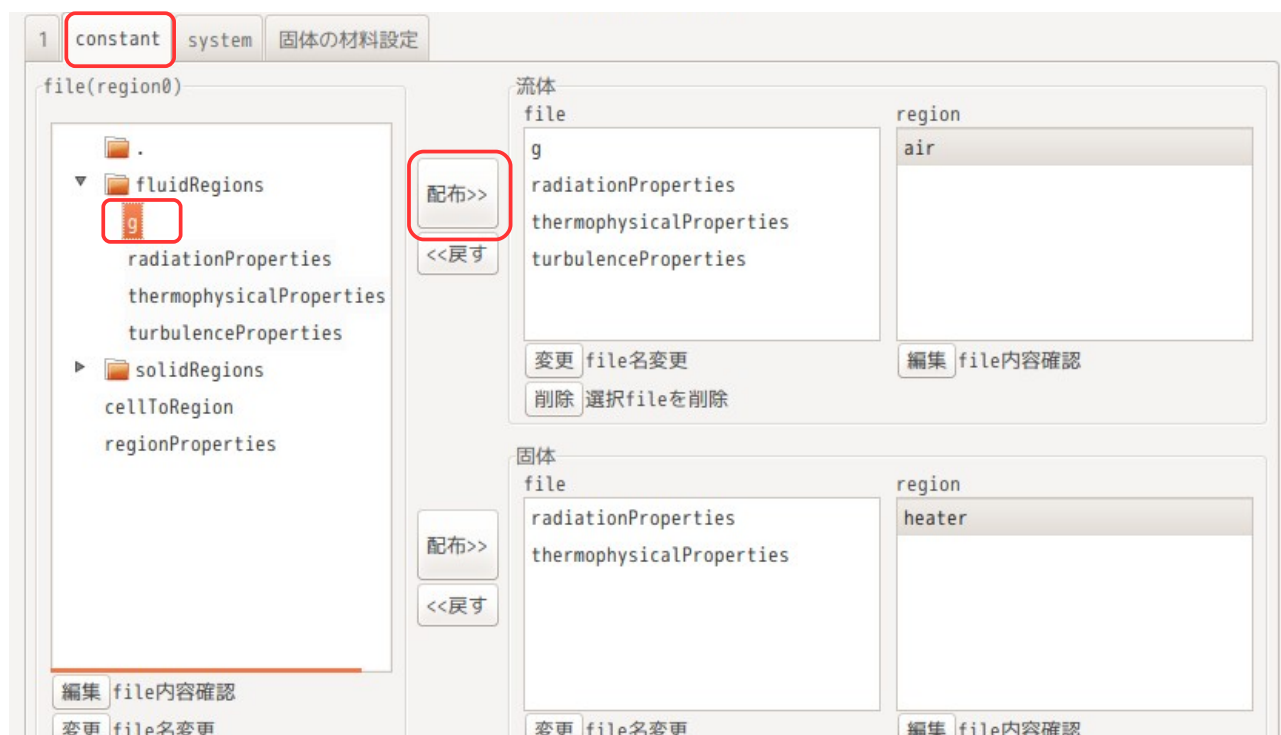 1 constant system 固体の材料設定
file(region0)
.
fluidRegions
g
radiationProperties
thermophysicalProperties
turbulenceProperties
solidRegions
cellToRegion
regionProperties
編集 file内容確認
変更 file名変更
配布>>
<<戻す
配布>>
<<戻す
流体
file
g
radiationProperties
thermophysicalProperties
turbulenceProperties
変更 file名変更
削除 選択fileを削除
region
air
編集 file内容確認
固体
file
radiationProperties
thermophysicalProperties
変更 file名変更
region
heater
編集 file内容確認